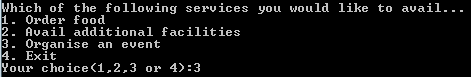 Which of the following services you would like to avail...
1. Order food
2. Avail additional facilities
3. Organise an event
4. Exit
Your choice(1,2,3 or 4):3